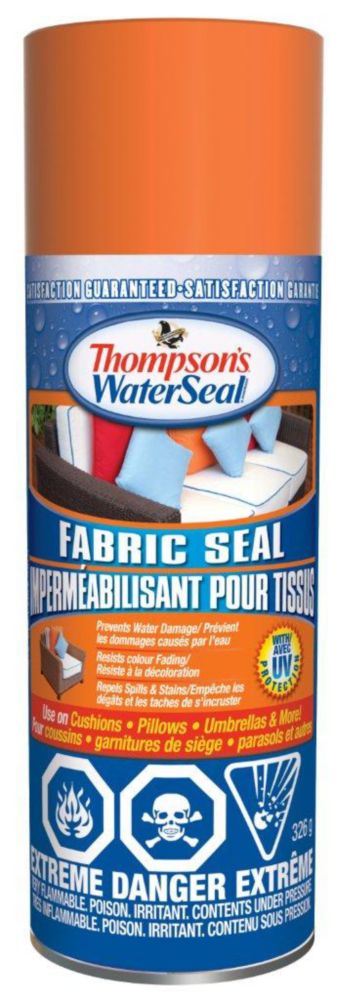 SATISFACTION GUARANTEED•SATISFACTION GARANTIE
Thompson's
WaterSeal
FABRIC SEAL
IMPERMÉABILISANT POUR TISSUS
Prevents Water Damage/ Prévient
les dommages causés par l'eau
Resists colour Fading/
Résiste à la décoloration
Repels Spills & Stains/Empêche les
dégâts et les taches de s'incruster
WITH/
AVEC
UV
PROTECTION
Use on Cushions • Pillows • Umbrellas & More!
Pour coussins • garnitures de siège • parasols et autres
326 g
EXTREME DANGER EXTRÊME
VERY FLAMMABLE. POISON. IRRITANT. CONTENTS UNDER PRESSURE.
TRÈS INFLAMMABLE. POISON. IRRITANT. CONTENU SOUS PRESSION.